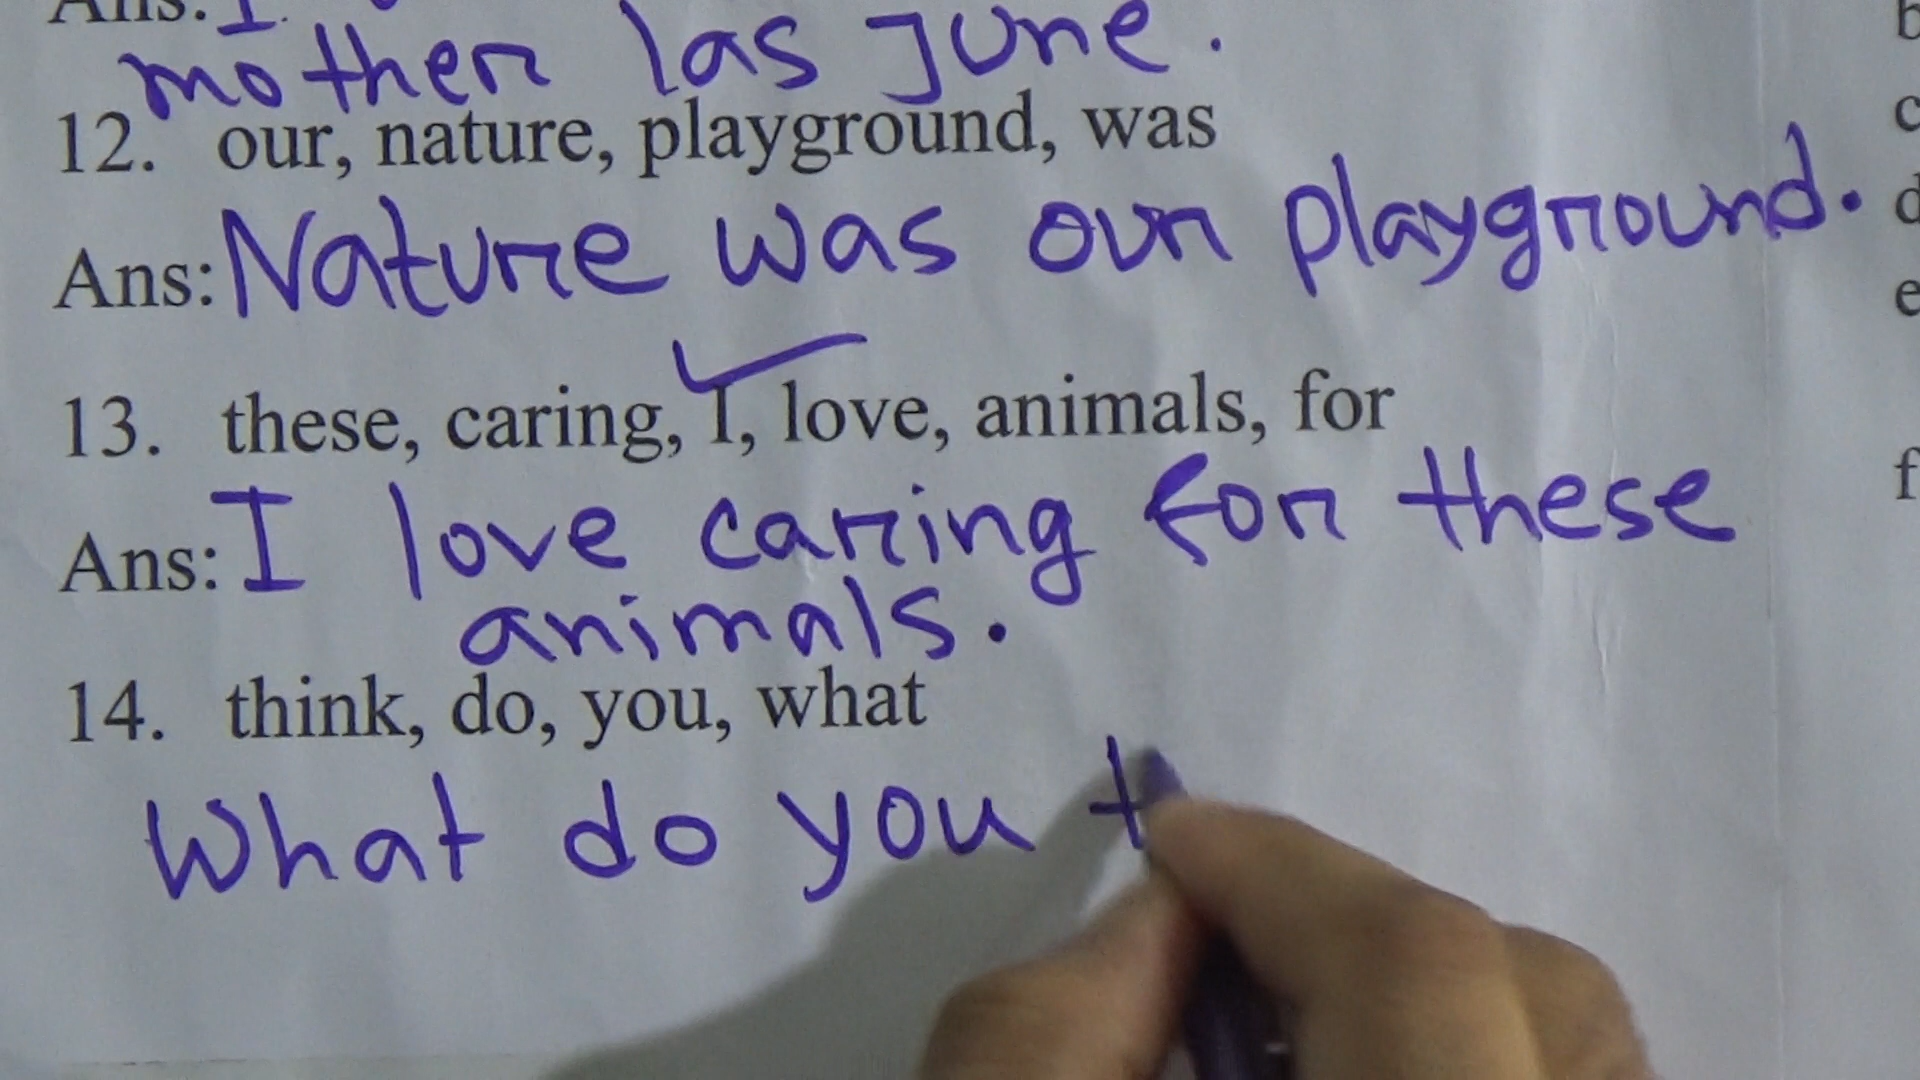 Ans: I
mother las June.
12. our, nature, playground, was
Ans: Nature was our playground.
13. these, caring, I, love, animals, for
Ans: I love caring for these
animals.
14. think, do, you, what
What do you t
b
c
d
e
f